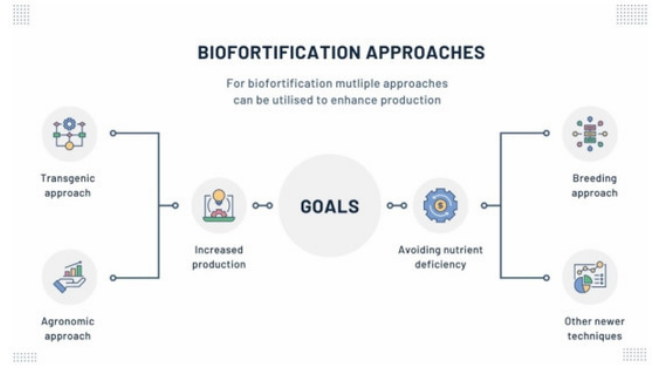 BIOFORTIFICATION APPROACHES
For biofortification mutliple approaches
can be utilised to enhance production
Transgenic
approach
Breeding
approach
GOALS
Increased
production
Avoiding nutrient
deficiency
Agronomic
approach
Other newer
techniques